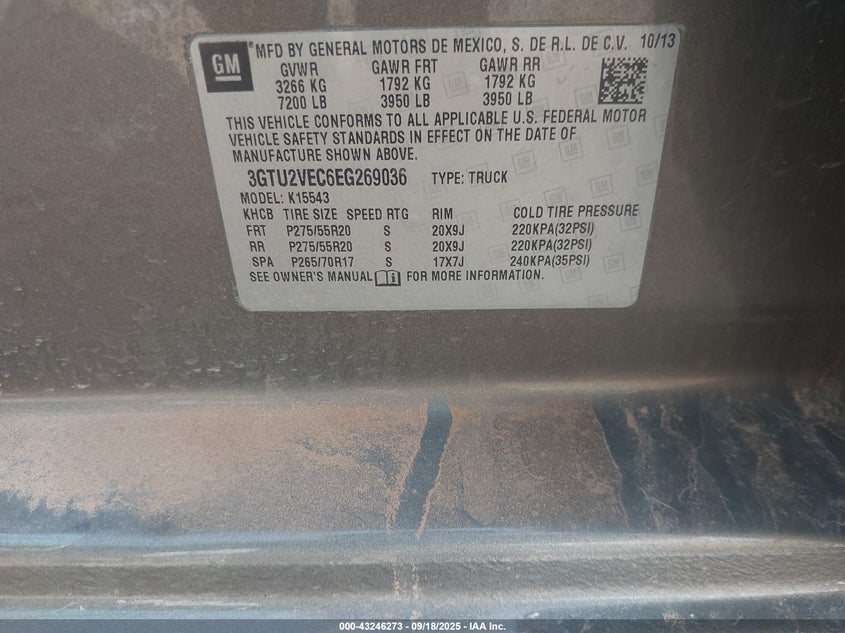 GM
MFD BY GENERAL MOTORS DE MEXICO, S. DE R.L. DE C.V. 10/13
GVWR GAWR FRT GAWR RR
3266 KG 1792 KG 1792 KG
7200 LB 3950 LB 3950 LB
THIS VEHICLE CONFORMS TO ALL APPLICABLE U.S. FEDERAL MOTOR
VEHICLE SAFETY STANDARDS IN EFFECT ON THE DATE OF
MANUFACTURE SHOWN ABOVE.
3GTU2VEC6EG269036 TYPE: TRUCK
MODEL: K15543
KHCB TIRE SIZE SPEED RTG RIM COLD TIRE PRESSURE
FRT P275/55R20 S 20X9J 220KPA(32PSI)
RR P275/55R20 S 20X9J 220KPA(32PSI)
SPA P265/70R17 S 17X7J 240KPA(35PSI)
SEE OWNER'S MANUAL FOR MORE INFORMATION.
000-43246273 - 09/18/2025 - IAA Inc.